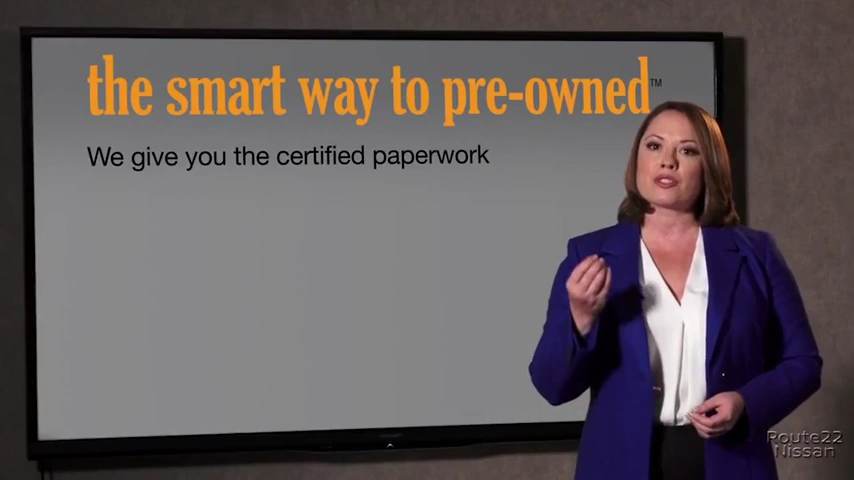 the smart way to pre-owned™
We give you the certified paperwork
Route22
Nissan